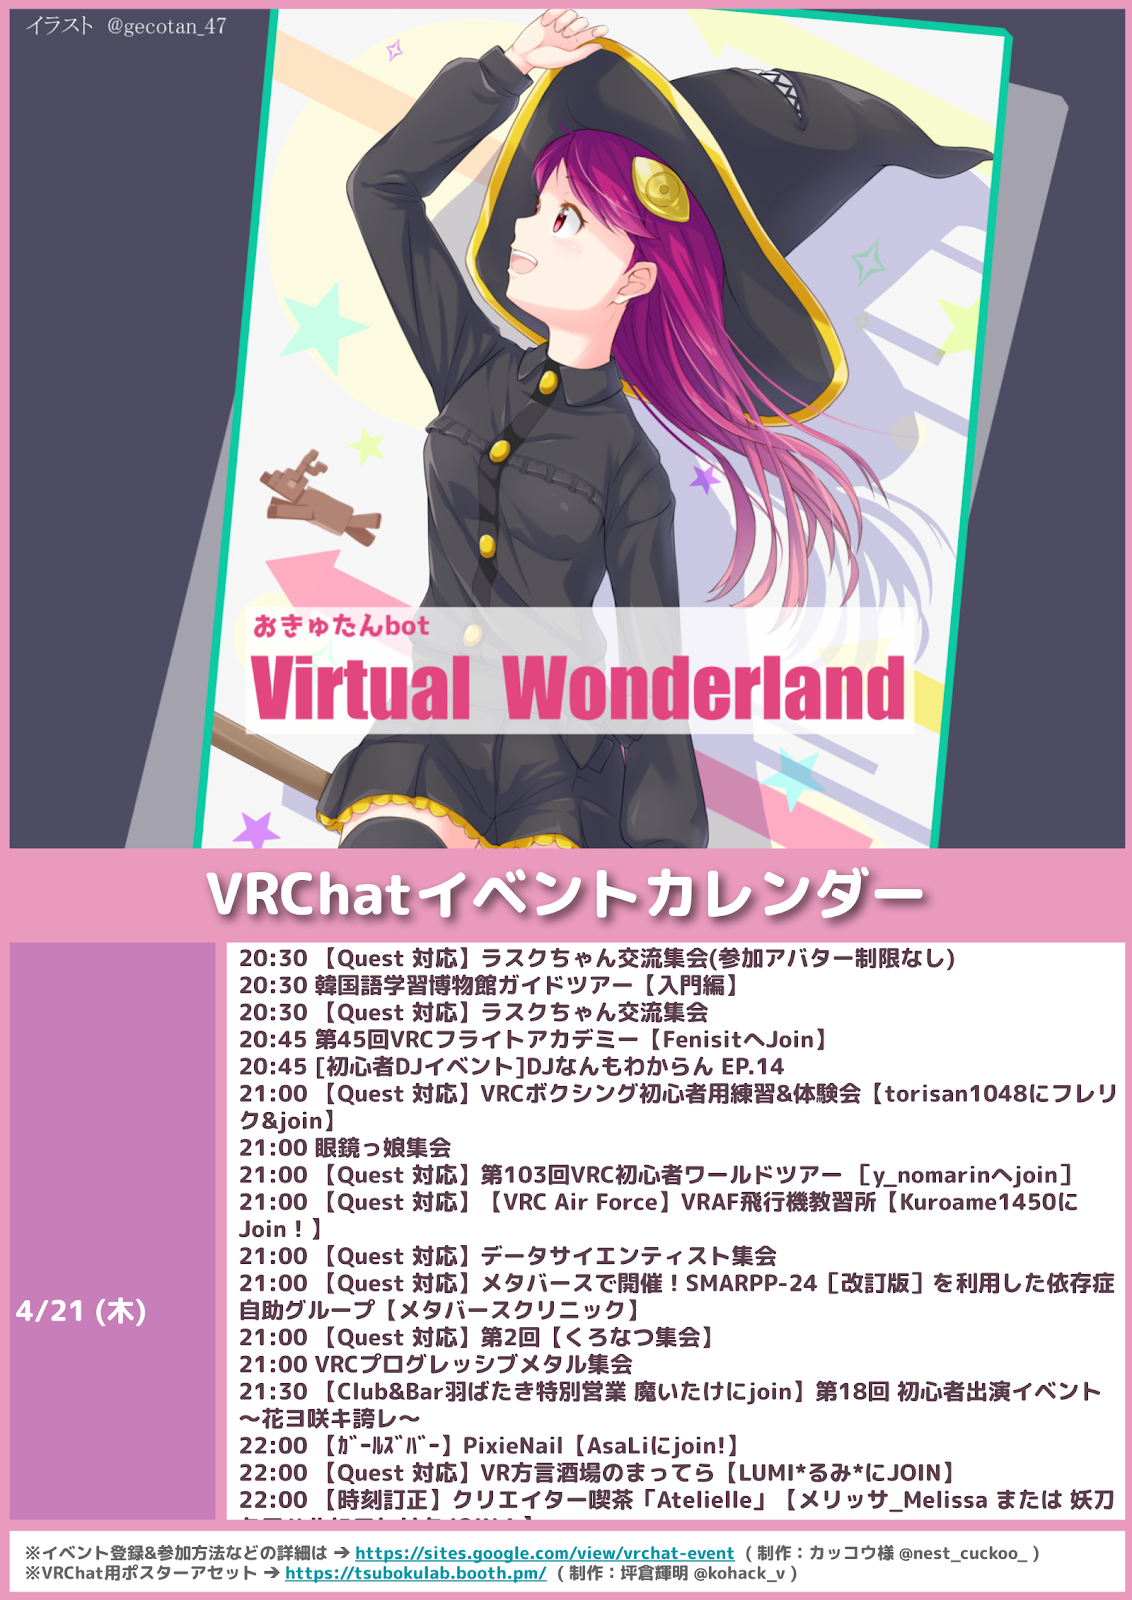 イラスト @gecotan_47
おきゅたんbot
Virtual Wonderland
VRChatイベントカレンダー
4/21 (木)
20:30 【Quest 対応】ラスクちゃん交流集会(参加アバター制限なし)
20:30 韓国語学習博物館ガイドツアー【入門編】
20:30 【Quest 対応】ラスクちゃん交流集会
20:45 第45回VRCフライトアカデミー【FenisitへJoin】
20:45 [初心者DJイベント]DJなんもわからん EP.14
21:00 【Quest 対応】VRCボクシング初心者用練習&体験会【torisan1048にフレリ
ク&join】
21:00 眼鏡っ娘集会
21:00 【Quest 対応】第103回VRC初心者ワールドツアー ［y_nomarinへjoin］
21:00 【Quest 対応】【VRC Air Force】VRAF飛行機教習所【Kuroame1450に
Join！】
21:00 【Quest 対応】データサイエンティスト集会
21:00 【Quest 対応】メタバースで開催！SMARPP-24［改訂版］を利用した依存症
自助グループ【メタバースクリニック】
21:00 【Quest 対応】第2回【くろなつ集会】
21:00 VRCプログレッシブメタル集会
21:30 【Club&Bar羽ばたき特別営業 魔いたけにjoin】第18回 初心者出演イベント
～花ヨ咲キ誇レ～
22:00 【ｶﾞｰﾙｽﾞﾊﾞｰ】PixieNail【AsaLiにjoin!】
22:00 【Quest 対応】VR方言酒場のまってら【LUMI*るみ*にJOIN】
22:00 【時刻訂正】クリエイター喫茶「Atelielle」【メリッサ_Melissa または 妖刀
※イベント登録&参加方法などの詳細は ➔ https://sites.google.com/view/vrchat-event ( 制作：カッコウ様 @nest_cuckoo_ )
※VRChat用ポスターアセット ➔ https://tsubokulab.booth.pm/ ( 制作：坪倉輝明 @kohack_v )